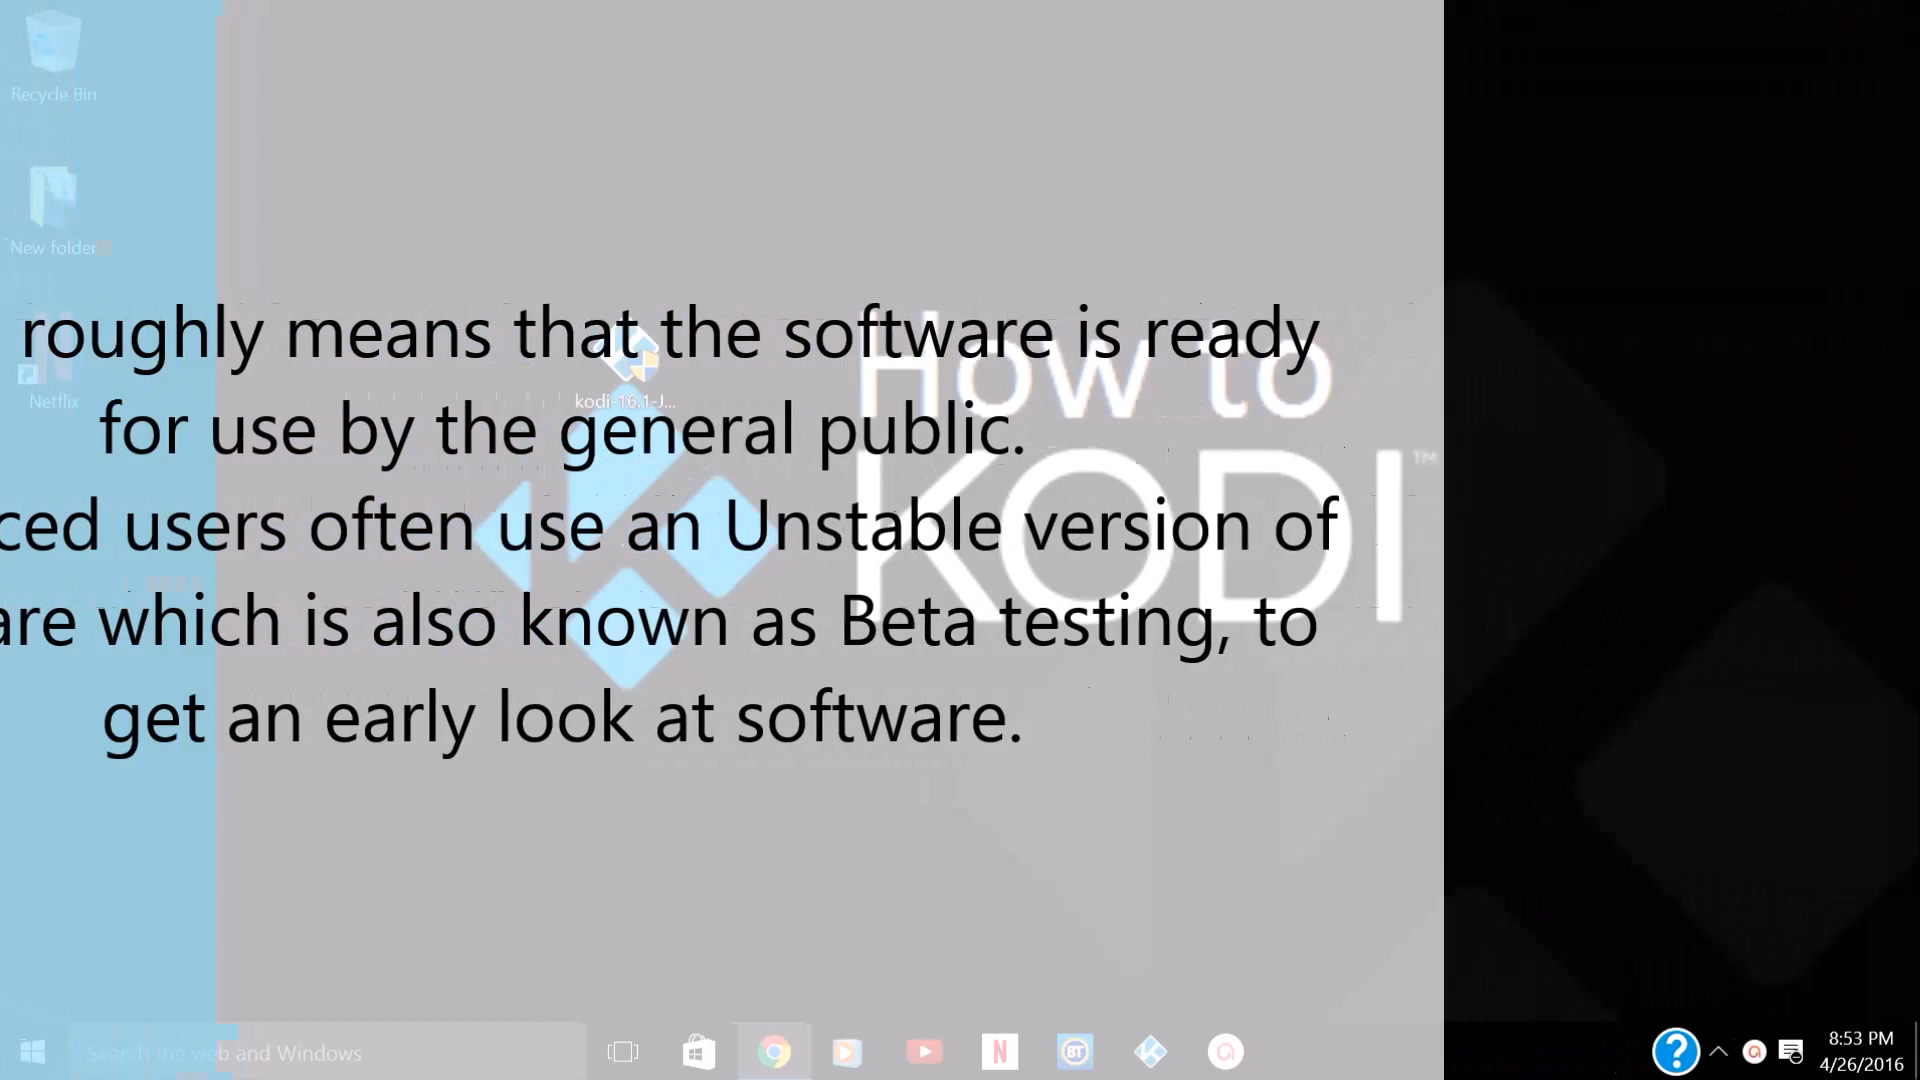 Recycle Bin
New folder
roughly means that the software is ready
Netflix
kodi-16.1-J...
How to
for use by the general public.
KODI™
ced users often use an Unstable version of
are which is also known as Beta testing, to
get an early look at software.
Search the web and Windows
N
BT
?
8:53 PM
4/26/2016